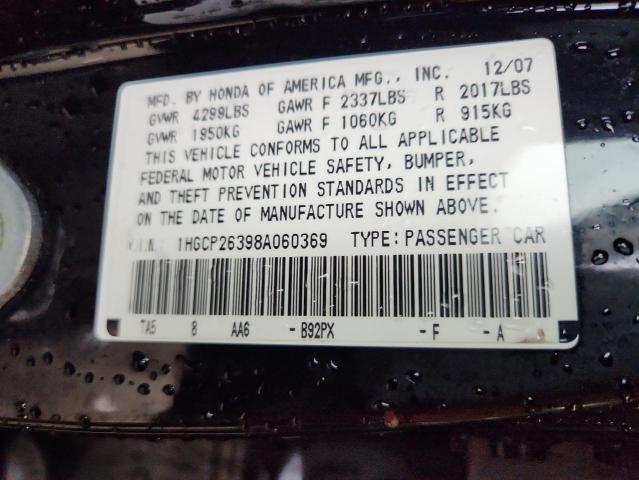 MFD. BY HONDA OF AMERICA MFG., INC. 12/07
GVWR 4299LBS GAWR F 2337LBS R 2017LBS
GVWR 1950KG GAWR F 1060KG R 915KG
THIS VEHICLE CONFORMS TO ALL APPLICABLE
FEDERAL MOTOR VEHICLE SAFETY, BUMPER,
AND THEFT PREVENTION STANDARDS IN EFFECT
ON THE DATE OF MANUFACTURE SHOWN ABOVE.
V.I.N. 1HGCP26398A060369 TYPE: PASSENGER CAR
TA5 8 AA6 -B92PX -F -A